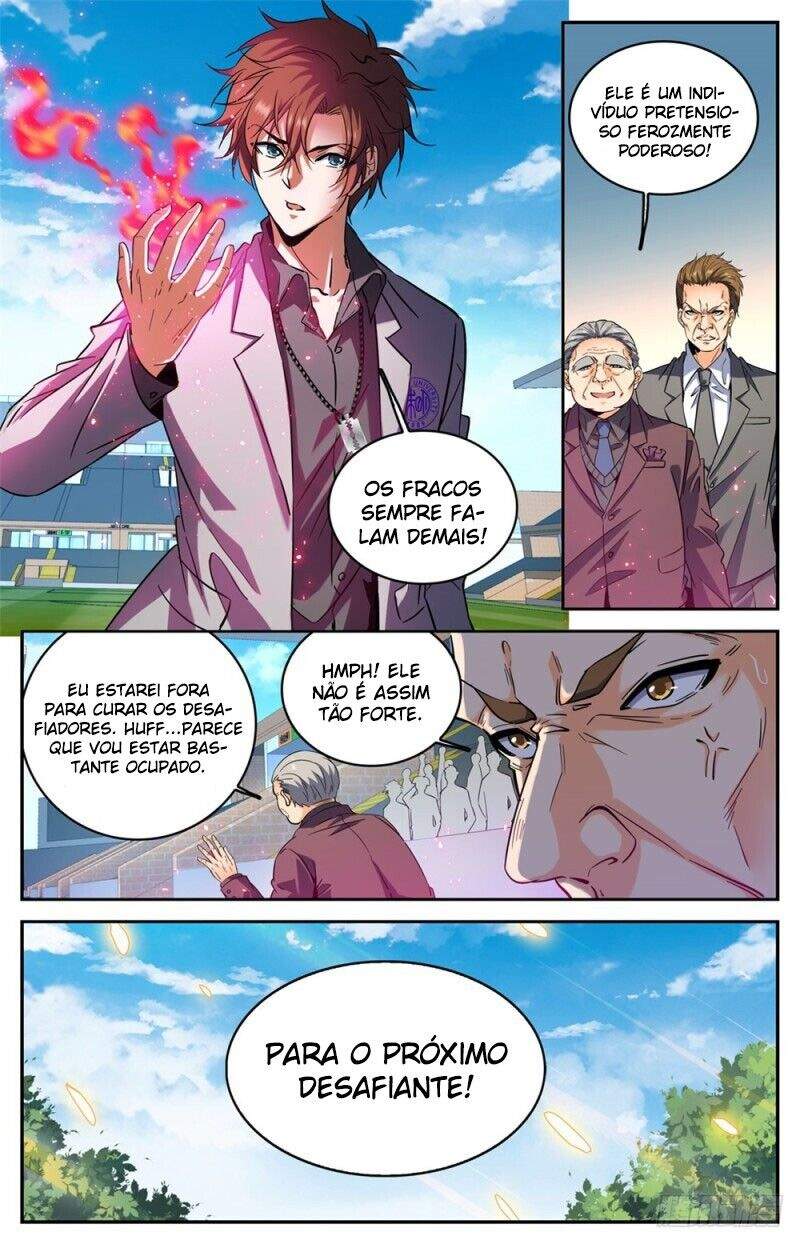 ELE É UM INDI-
VÍDUO PRETENSIO-
SO FEROZMENTE
PODEROSO!
OS FRACOS
SEMPRE FA-
LAM DEMAIS!
EU ESTAREI FORA
PARA CURAR OS DESA-
FIADORES. HUFF...PARECE
QUE VOU ESTAR BAS-
TANTE OCUPADO.
HMPH! ELE
NÃO É ASSIM
TÃO FORTE.
PARA O PRÓXIMO
DESAFIANTE!